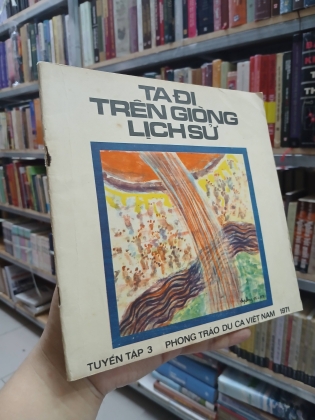 TA ĐI
TRÊN GIÒNG
LỊCH SỬ
TUYỂN TẬP 3 PHONG TRÀO DU CA VIỆT NAM 1971